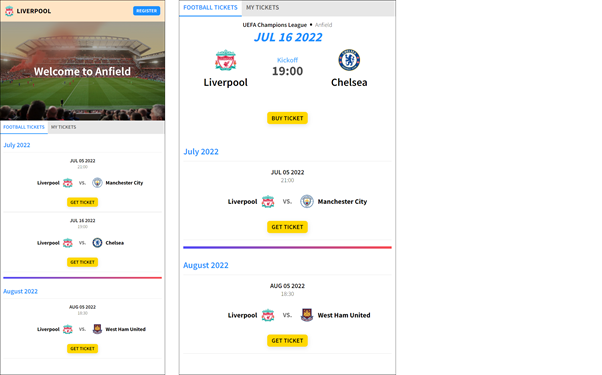 LIVERPOOL
REGISTER
Welcome to Anfield
FOOTBALL TICKETS MY TICKETS
July 2022
JUL 05 2022
21:00
Liverpool VS. Manchester City
GET TICKET
JUL 16 2022
19:00
Liverpool VS. Chelsea
GET TICKET
August 2022
AUG 05 2022
18:30
Liverpool VS. West Ham United
GET TICKET
FOOTBALL TICKETS MY TICKETS
UEFA Champions League • Anfield
JUL 16 2022
Kickoff
19:00
Liverpool
Chelsea
BUY TICKET
July 2022
JUL 05 2022
21:00
Liverpool VS. Manchester City
GET TICKET
August 2022
AUG 05 2022
18:30
Liverpool VS. West Ham United
GET TICKET